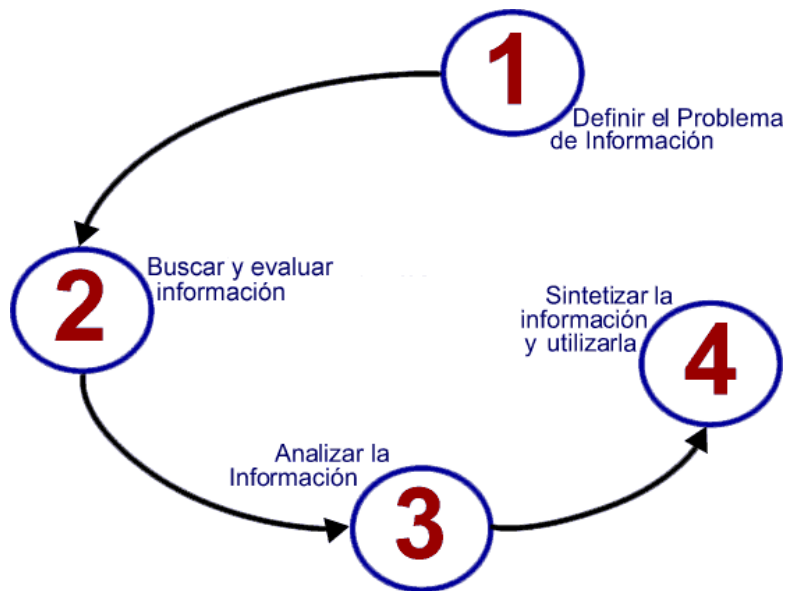 1
Definir el Problema
de Información
2
Buscar y evaluar
información
Analizar la
Información
3
Sintetizar la
información
y utilizarla
4